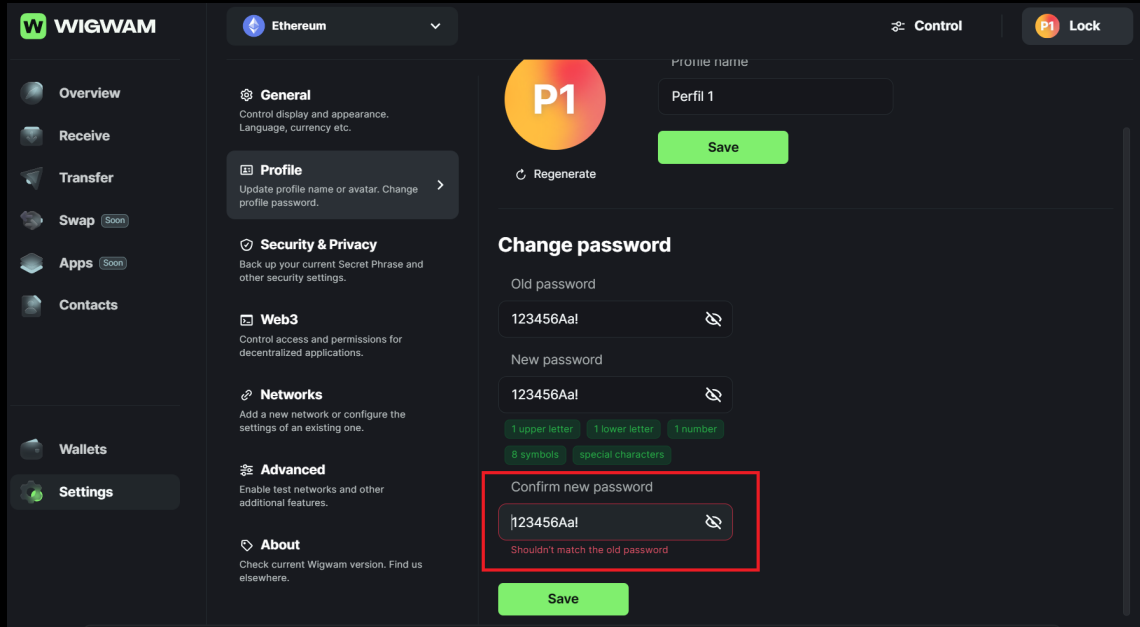 W WIGWAM
Ethereum
Control
P1 Lock
Overview
Receive
Transfer
Swap Soon
Apps Soon
Contacts
Wallets
Settings
General
Control display and appearance.
Language, currency etc.
Profile
Update profile name or avatar. Change
profile password.
Security & Privacy
Back up your current Secret Phrase and
other security settings.
Web3
Control access and permissions for
decentralized applications.
Networks
Add a new network or configure the
settings of an existing one.
Advanced
Enable test networks and other
additional features.
About
Check current Wigwam version. Find us
elsewhere.
P1
Regenerate
Profile name
Perfil 1
Save
Change password
Old password
123456Aa!
New password
123456Aa!
1 upper letter 1 lower letter 1 number
8 symbols special characters
Confirm new password
123456Aa!
Shouldn't match the old password
Save